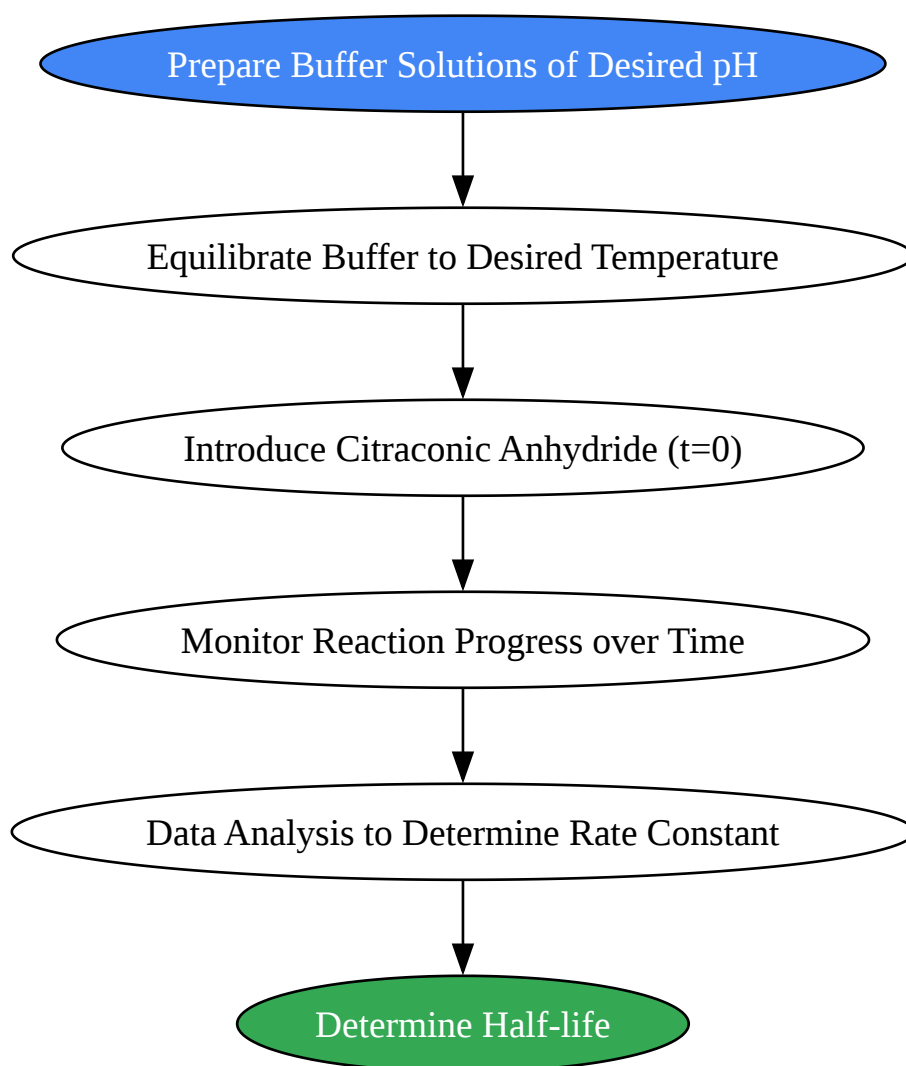 Prepare Buffer Solutions of Desired pH
Equilibrate Buffer to Desired Temperature
Introduce Citraconic Anhydride (t=0)
Monitor Reaction Progress over Time
Data Analysis to Determine Rate Constant
Determine Half-life